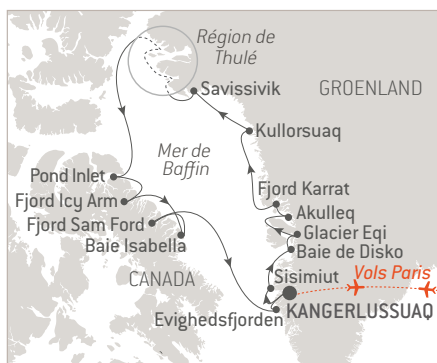 Région de
Thulé
Savissivik
GROENLAND
Kullorsuaq
Mer de
Baffin
Pond Inlet
Fjord Icy Arm
Fjord Sam Ford
Baie Isabella
Fjord Karrat
Akulleq
Glacier Eqi
Baie de Disko
Vols Paris
CANADA
Sisimiut
KANGERLUSSUAQ
Evighedsfjorden